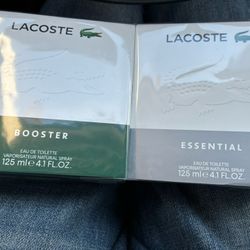 LACOSTE
BOOSTER
EAU DE TOILETTE
VAPORISATEUR NATURAL SPRAY
125 ml ℮ 4.1 FL.OZ.
LACOSTE
ESSENTIAL
EAU DE TOILETTE
VAPORISATEUR NATURAL SPRAY
125 ml ℮ 4.1 FL.OZ.